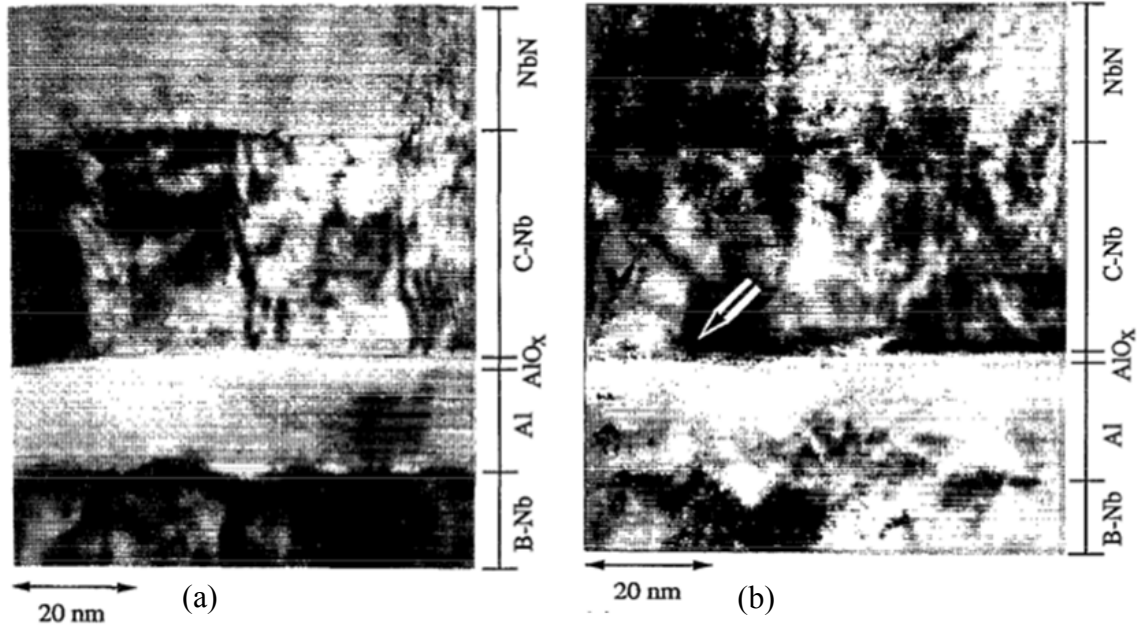 NbN
C-Nb
AlOx
Al
B-Nb
20 nm
(a)
NbN
C-Nb
AlOx
Al
B-Nb
20 nm
(b)